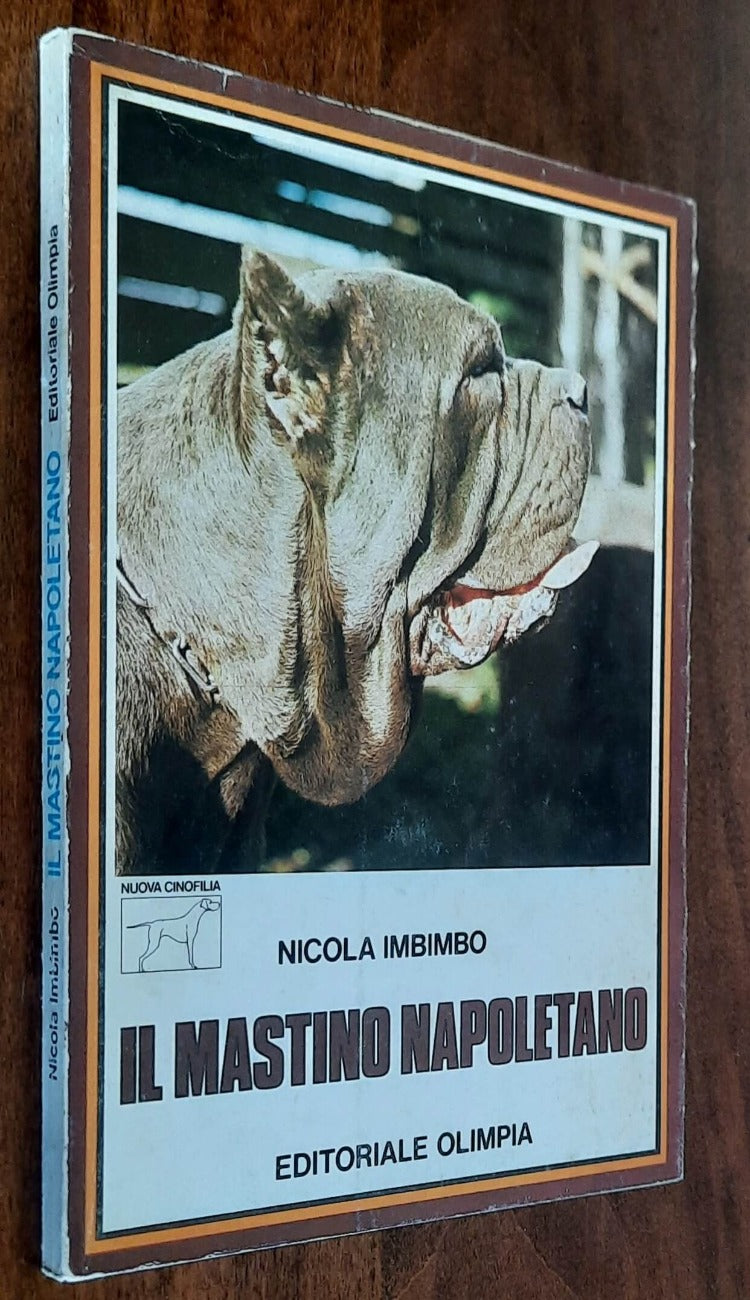 Nicola Imbimbo IL MASTINO NAPOLETANO Editoriale Olimpia
NUOVA CINOFILIA
NICOLA IMBIMBO
IL MASTINO NAPOLETANO
EDITORIALE OLIMPIA